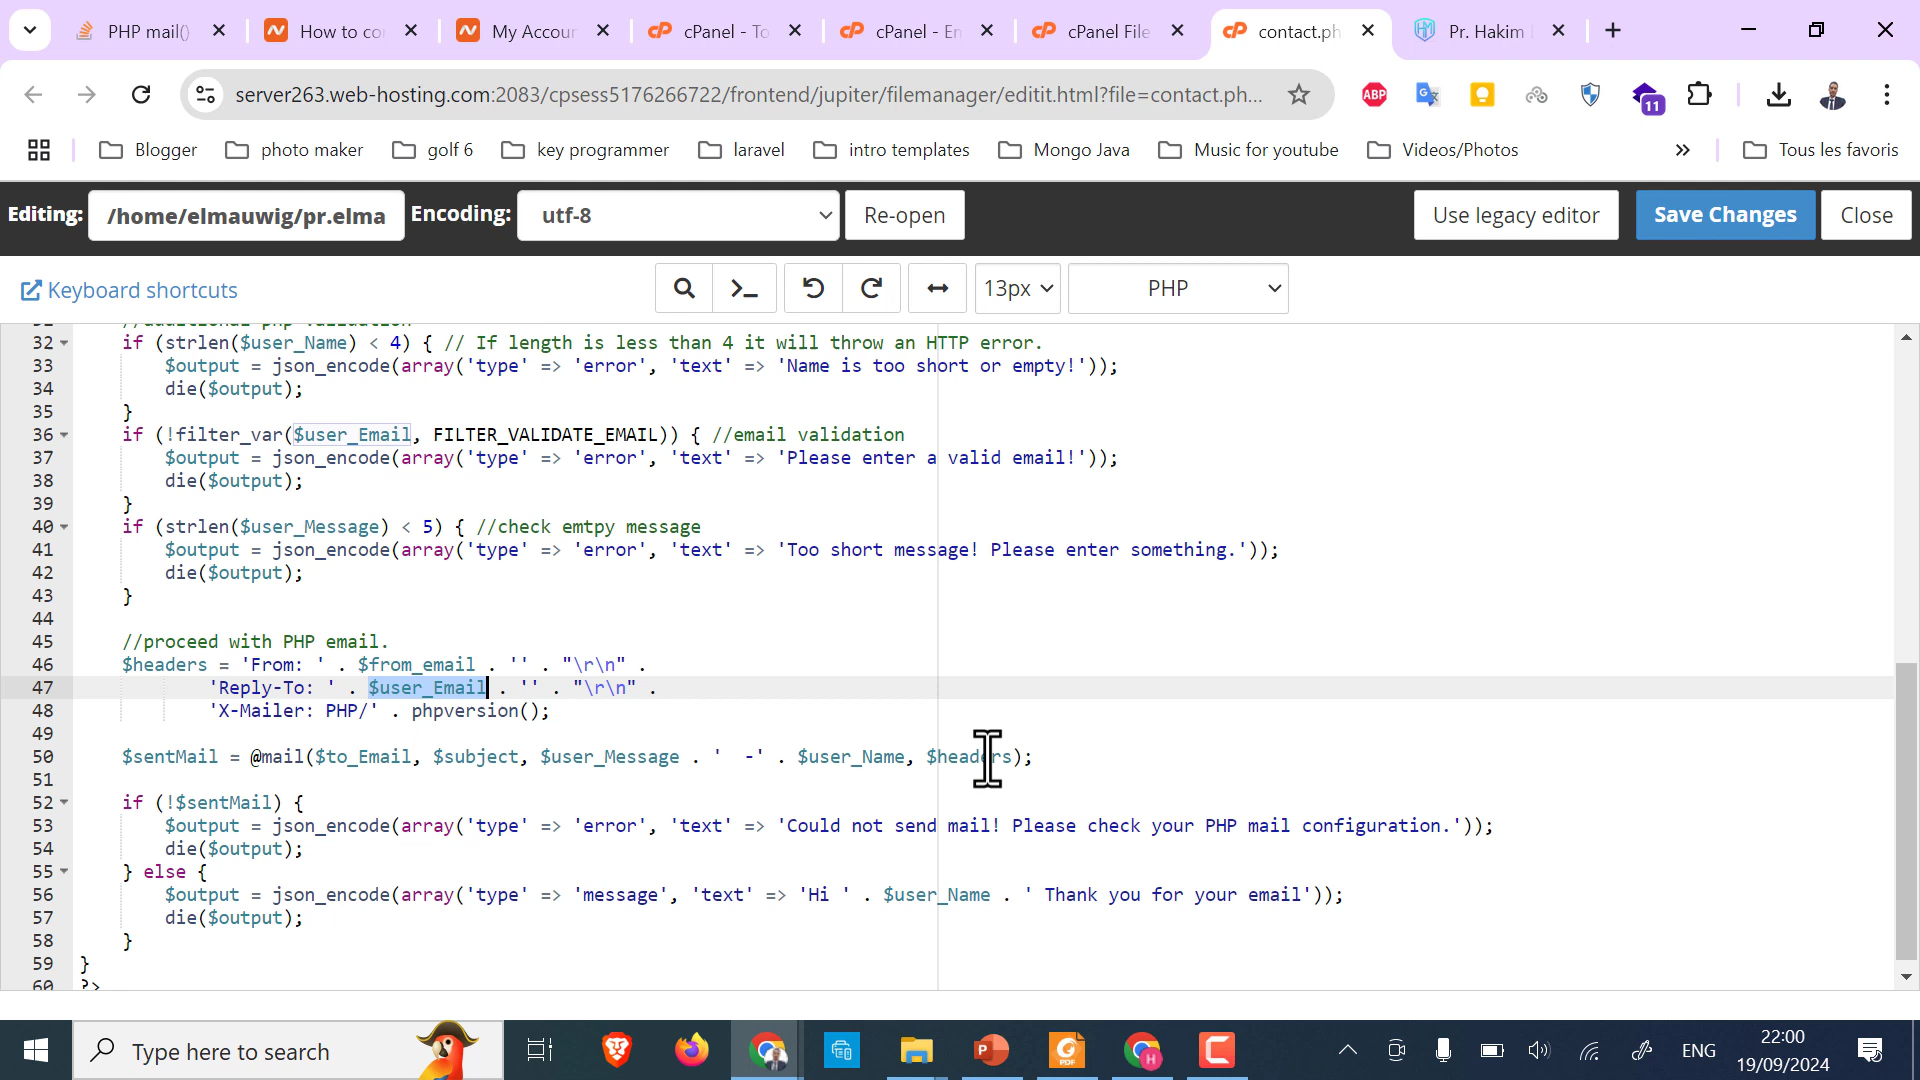 PHP mail()
How to co
My Accour
cPanel - To
cPanel - En
cPanel File
contact.ph
Pr. Hakim
server263.web-hosting.com:2083/cpsess5176266722/frontend/jupiter/filemanager/editit.html?file=contact.ph...
ABP
11
Blogger
photo maker
golf 6
key programmer
laravel
intro templates
Mongo Java
Music for youtube
Videos/Photos
»
Tous les favoris
Editing:
/home/elmauwig/pr.elma
Encoding:
utf-8
Re-open
Use legacy editor
Save Changes
Close
Keyboard shortcuts
13px
PHP
31 //additional php validation
32 if (strlen($user_Name) < 4) { // If length is less than 4 it will throw an HTTP error.
33 $output = json_encode(array('type' => 'error', 'text' => 'Name is too short or empty!'));
34 die($output);
35 }
36 if (!filter_var($user_Email, FILTER_VALIDATE_EMAIL)) { //email validation
37 $output = json_encode(array('type' => 'error', 'text' => 'Please enter a valid email!'));
38 die($output);
39 }
40 if (strlen($user_Message) < 5) { //check emtpy message
41 $output = json_encode(array('type' => 'error', 'text' => 'Too short message! Please enter something.'));
42 die($output);
43 }
44
45 //proceed with PHP email.
46 $headers = 'From: ' . $from_email . '' . "\r\n" .
47 'Reply-To: ' . $user_Email . '' . "\r\n" .
48 'X-Mailer: PHP/' . phpversion();
49
50 $sentMail = @mail($to_Email, $subject, $user_Message . '  -' . $user_Name, $headers);
51
52 if (!$sentMail) {
53 $output = json_encode(array('type' => 'error', 'text' => 'Could not send mail! Please check your PHP mail configuration.'));
54 die($output);
55 } else {
56 $output = json_encode(array('type' => 'message', 'text' => 'Hi ' . $user_Name . ' Thank you for your email'));
57 die($output);
58 }
59 }
60 ?>
Type here to search
PDF
H
ENG
22:00
19/09/2024